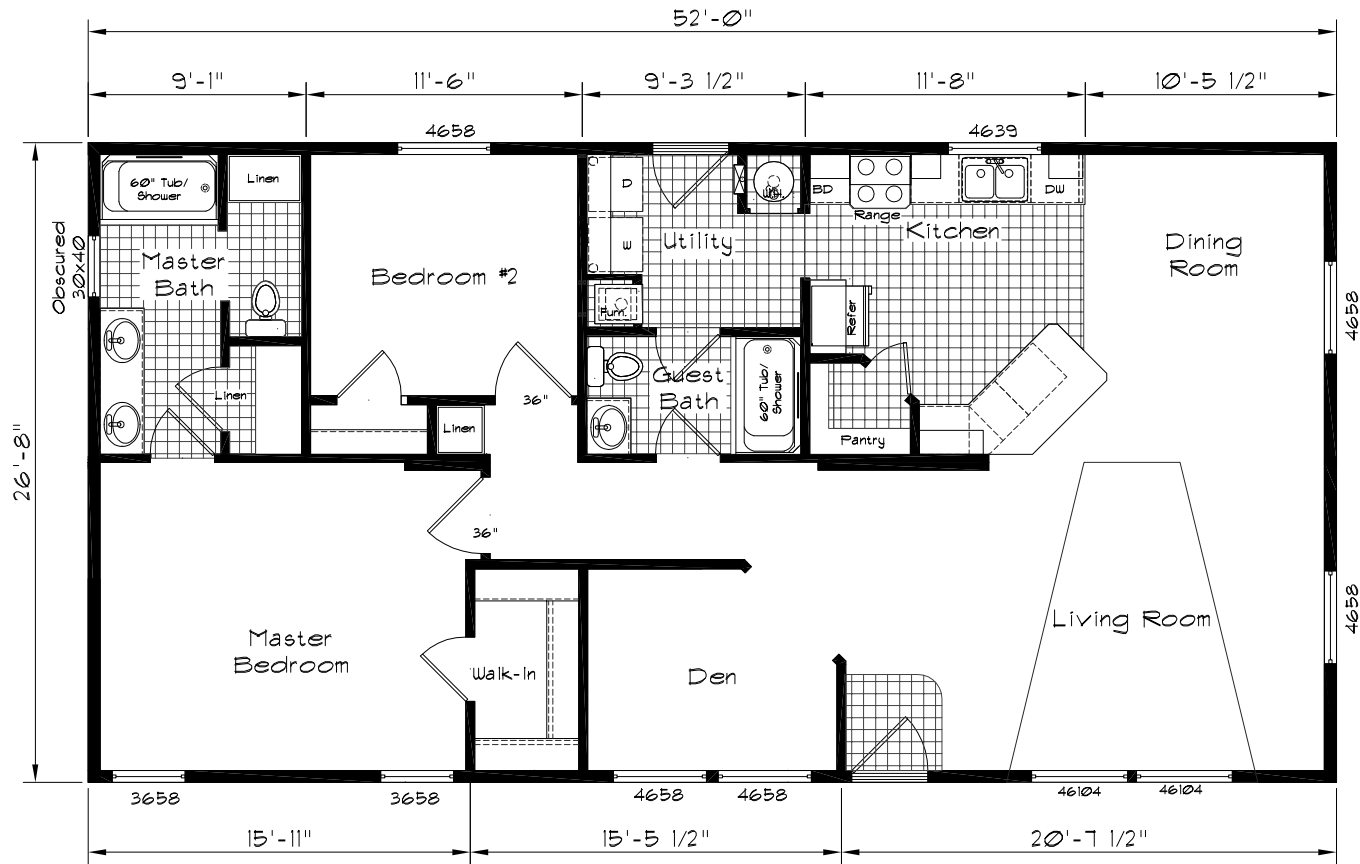 52'-0"
9'-1"
11'-6"
9'-3 1/2"
11'-8"
10'-5 1/2"
4658
4639
60" Tub/
Shower
Linen
D
BD
Range
DW
W
Utility
Kitchen
Dining
Room
Obscured
30x40
Master
Bath
Bedroom #2
Furn.
Refer
4658
Guest
Bath
60" Tub/
Shower
Linen
36"
Linen
Pantry
26'-8"
36"
4658
Living Room
Master
Bedroom
Walk-In
Den
3658
3658
4658
4658
46104
46104
15'-11"
15'-5 1/2"
20'-7 1/2"